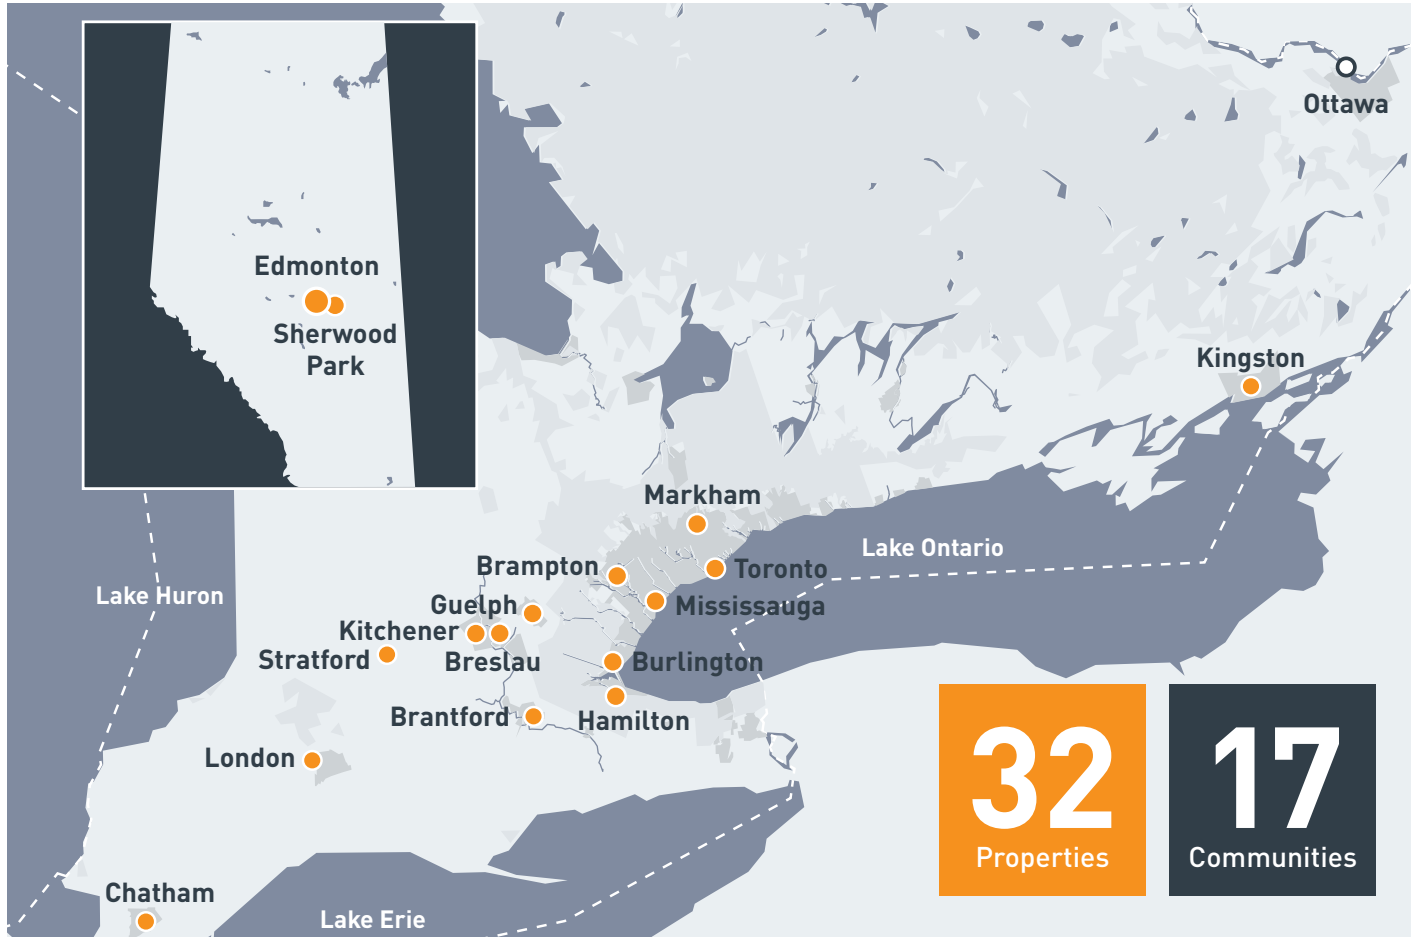 Ottawa
Edmonton
Sherwood
Park
Kingston
Markham
Lake Ontario
Brampton
Toronto
Lake Huron
Guelph
Mississauga
Kitchener
Stratford
Breslau
Burlington
Brantford
Hamilton
London
32
Properties
17
Communities
Chatham
Lake Erie